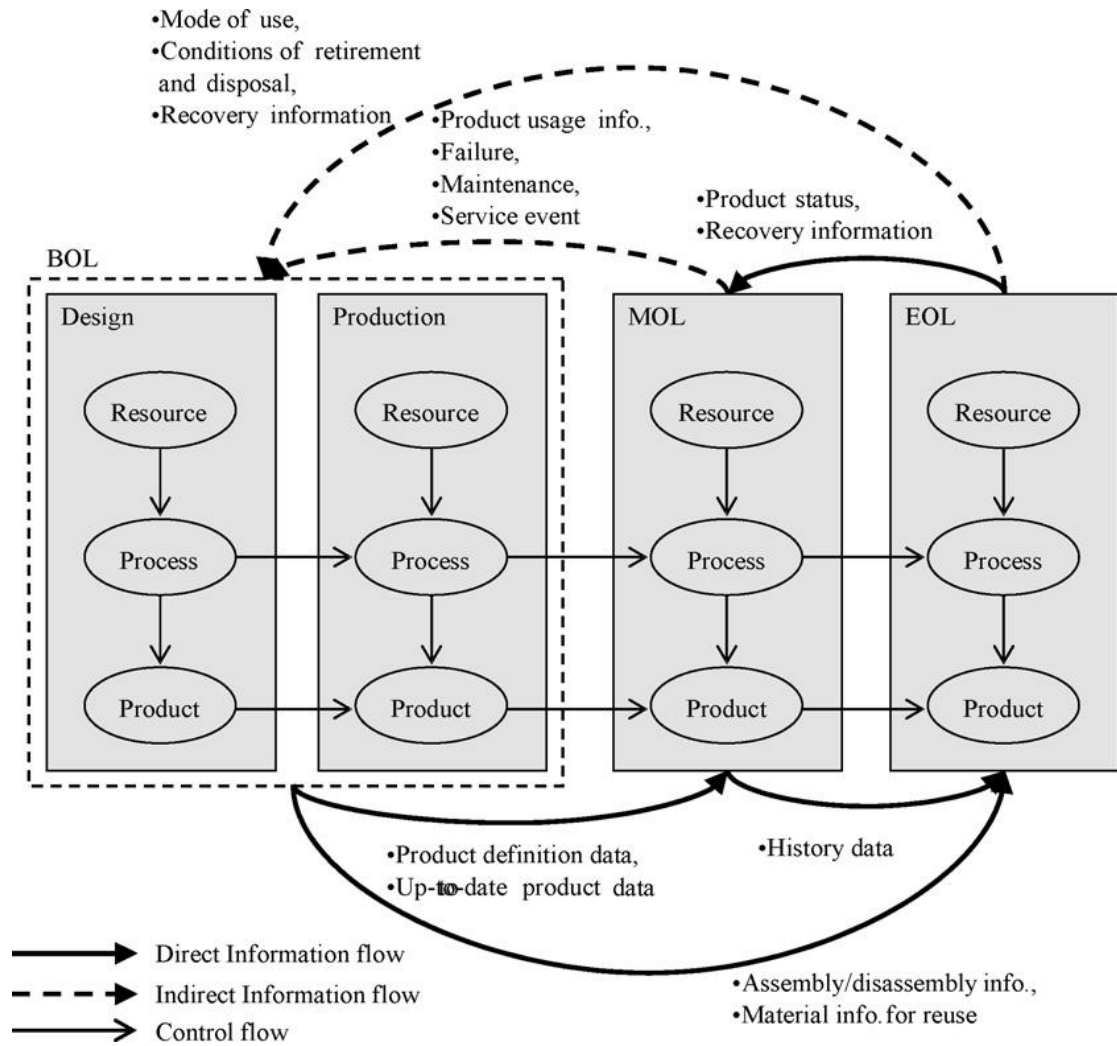 •Mode of use,
•Conditions of retirement
and disposal,
•Recovery information
•Product usage info.,
•Failure,
•Maintenance,
•Service event
•Product status,
•Recovery information
BOL
Design
Production
MOL
EOL
Resource
Resource
Resource
Resource
Process
Process
Process
Process
Product
Product
Product
Product
•Product definition data,
•Up-to-date product data
•History data
•Assembly/disassembly info.,
•Material info. for reuse
Direct Information flow
Indirect Information flow
Control flow